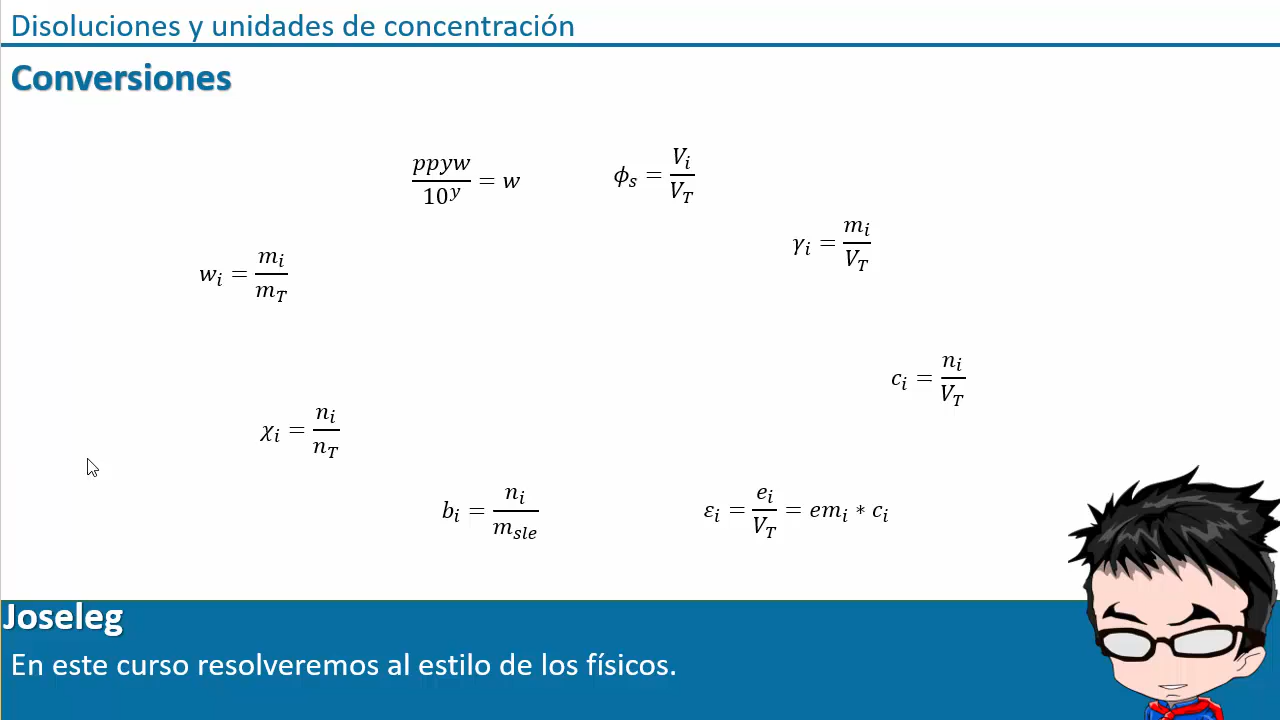 Disoluciones y unidades de concentración
Conversiones
ppyw/10^y = w
ϕ_s = V_i/V_T
γ_i = m_i/V_T
w_i = m_i/m_T
c_i = n_i/V_T
χ_i = n_i/n_T
b_i = n_i/m_sle
ε_i = e_i/V_T = em_i * c_i
Joseleg
En este curso resolveremos al estilo de los físicos.